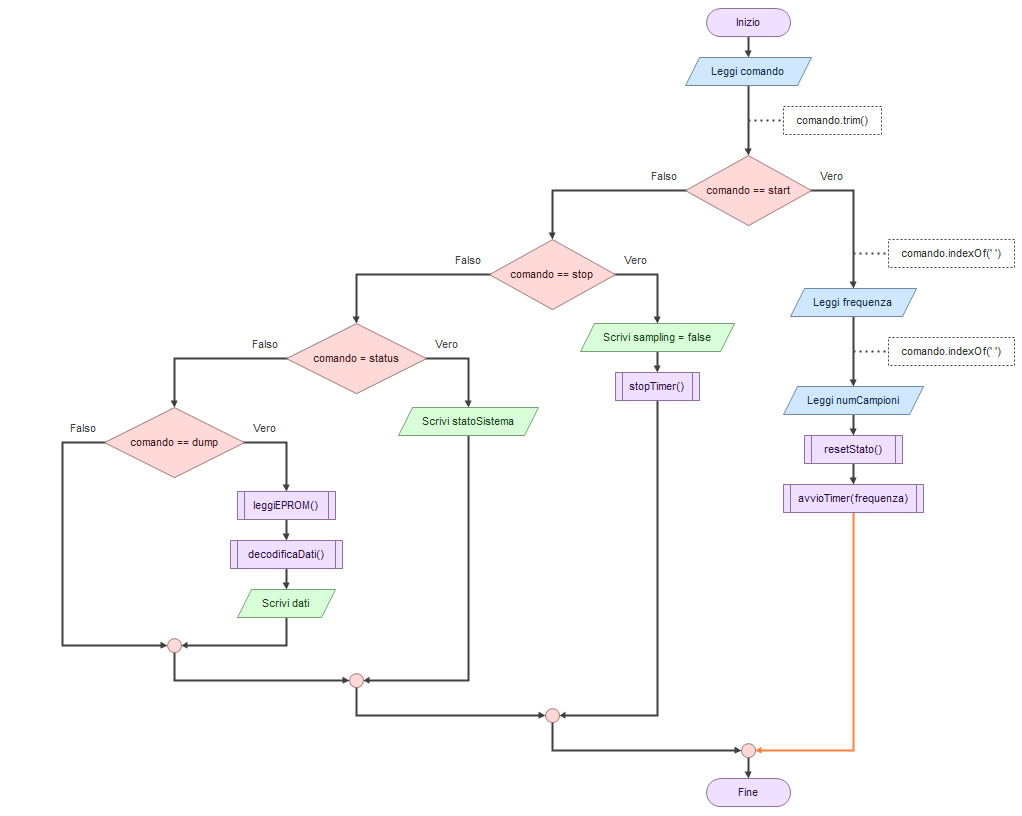 Inizio
Leggi comando
comando.trim()
Falso
Vero
comando == start
comando.indexOf(' ')
Falso
Vero
comando == stop
Leggi frequenza
Scrivi sampling = false
Falso
Vero
comando.indexOf(' ')
comando = status
stopTimer()
Leggi numCampioni
Scrivi statoSistema
Falso
Vero
comando == dump
resetStato()
avvioTimer(frequenza)
leggiEPROM()
decodificaDati()
Scrivi dati
Fine